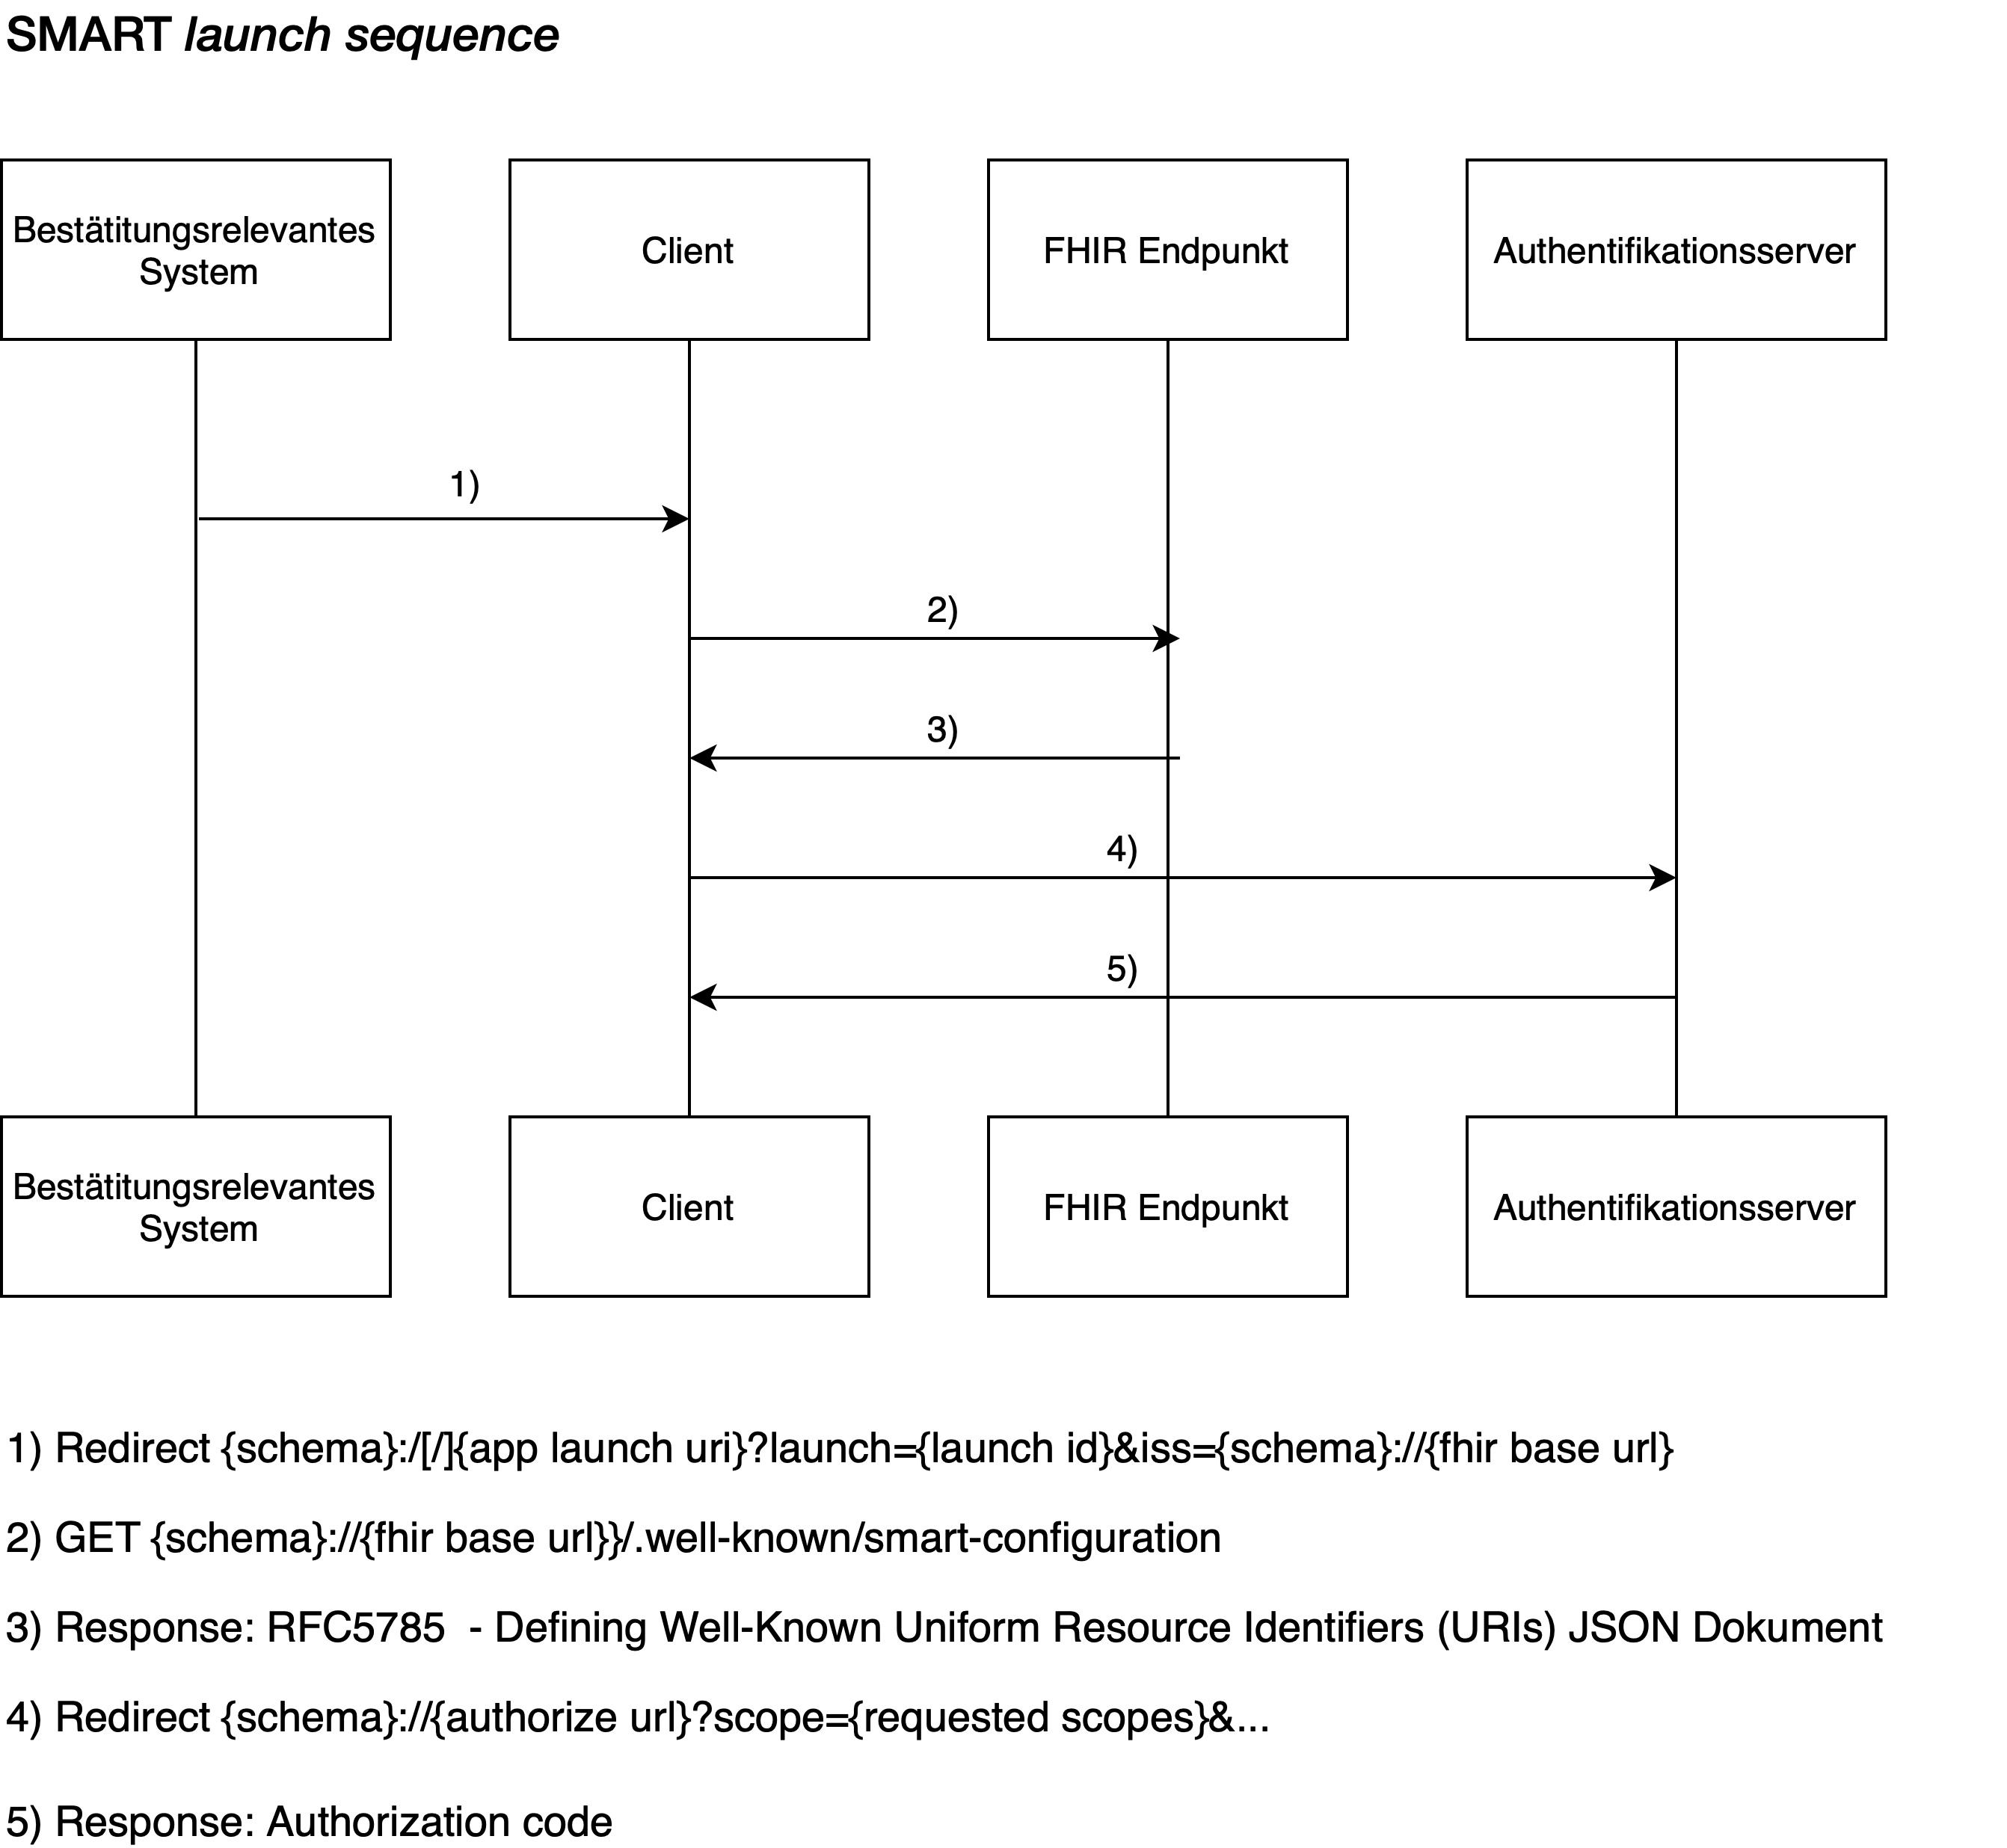 SMART launch sequence
Bestätitungsrelevantes
System
Client
FHIR Endpunkt
Authentifikationsserver
1)
2)
3)
4)
5)
Bestätitungsrelevantes
System
Client
FHIR Endpunkt
Authentifikationsserver
1) Redirect {schema}:/[/]{app launch uri}?launch={launch id}&iss={schema}://{fhir base url}
2) GET {schema}://{fhir base url}}/.well-known/smart-configuration
3) Response: RFC5785  - Defining Well-Known Uniform Resource Identifiers (URIs) JSON Dokument
4) Redirect {schema}://{authorize url}?scope={requested scopes}&...
5) Response: Authorization code